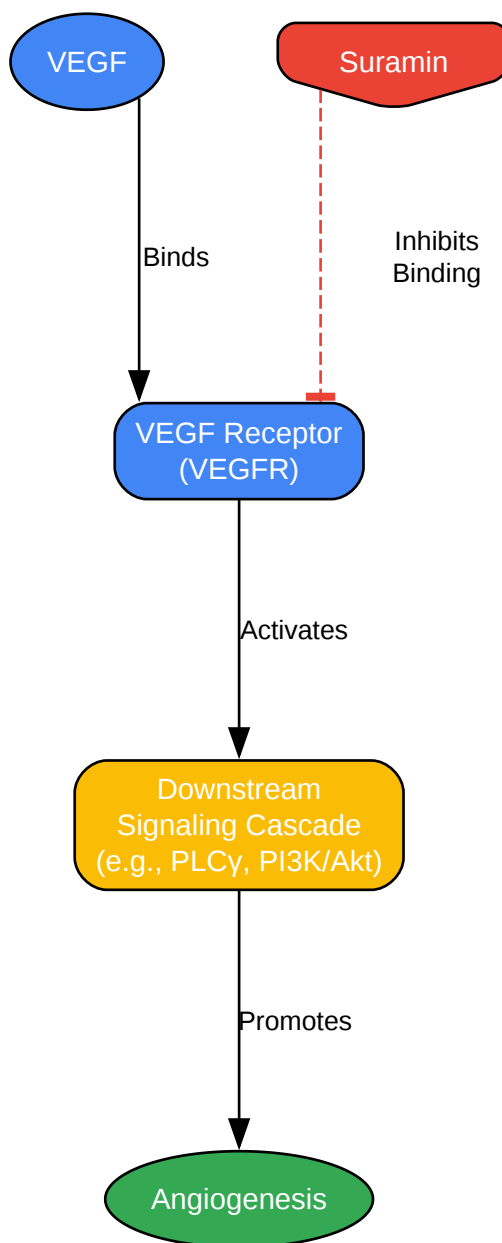 VEGF
Suramin
Binds
Inhibits
Binding
VEGF Receptor
(VEGFR)
Activates
Downstream
Signaling Cascade
(e.g., PLCγ, PI3K/Akt)
Promotes
Angiogenesis